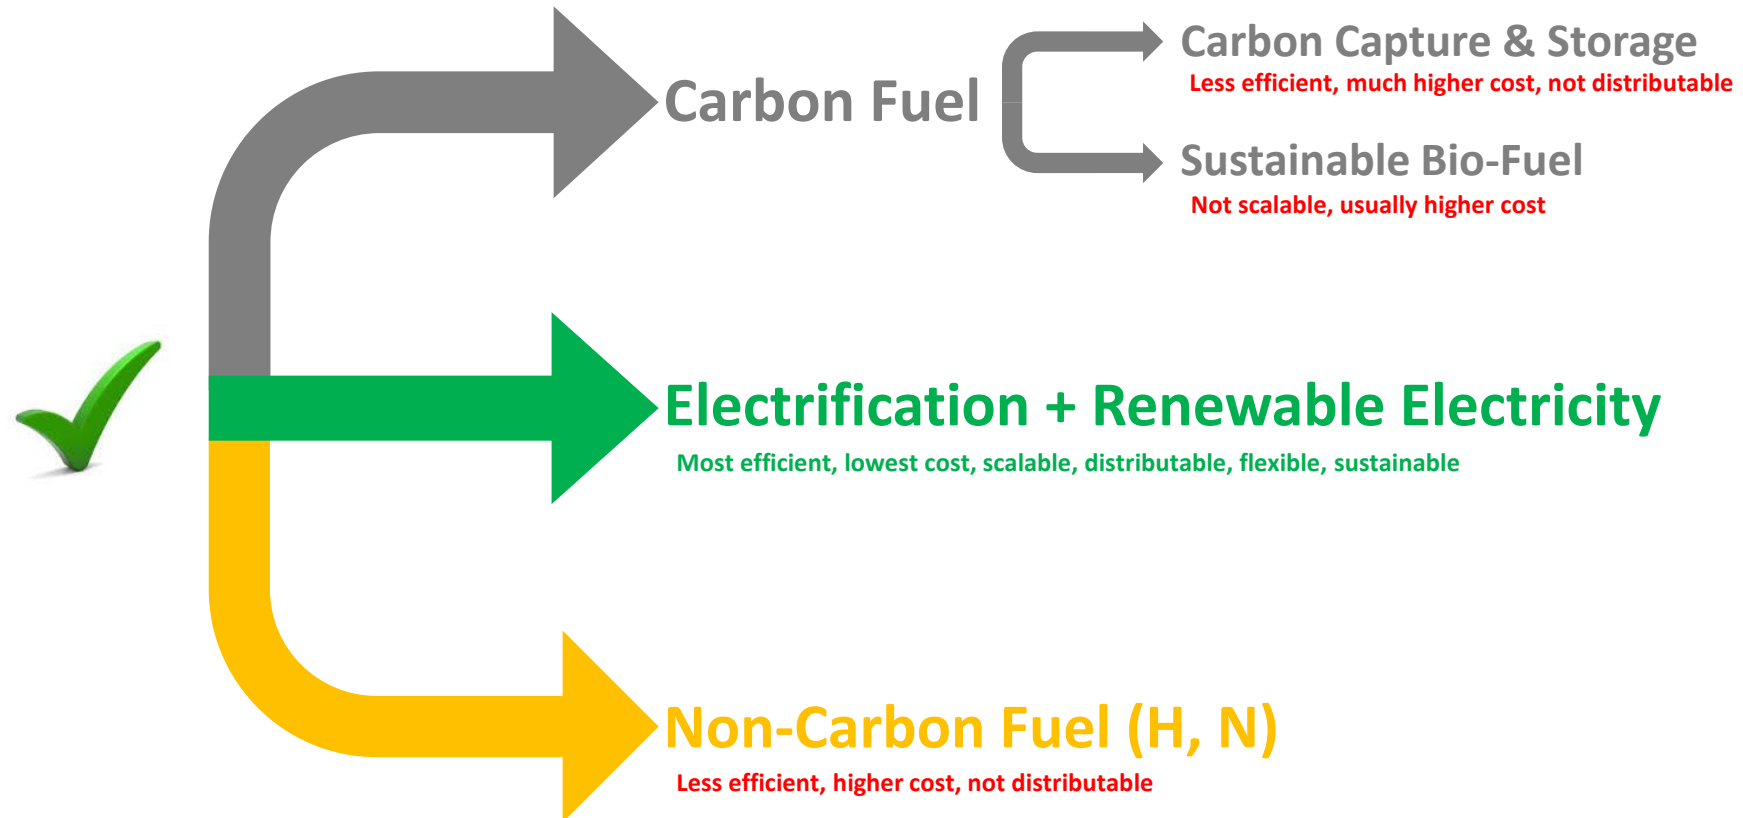 Carbon Fuel
Carbon Capture & Storage
Less efficient, much higher cost, not distributable
Sustainable Bio-Fuel
Not scalable, usually higher cost
Electrification + Renewable Electricity
Most efficient, lowest cost, scalable, distributable, flexible, sustainable
Non-Carbon Fuel (H, N)
Less efficient, higher cost, not distributable